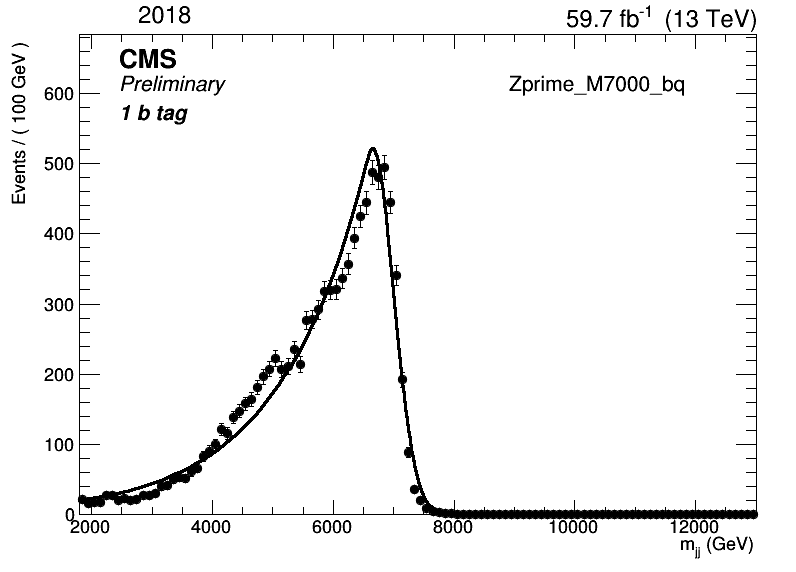 2018
59.7 fb⁻¹ (13 TeV)
CMS
Preliminary
1 b tag
Zprime_M7000_bq
Events / ( 100 GeV )
600
500
400
300
200
100
0
2000 4000 6000 8000 10000 12000
m_jj (GeV)